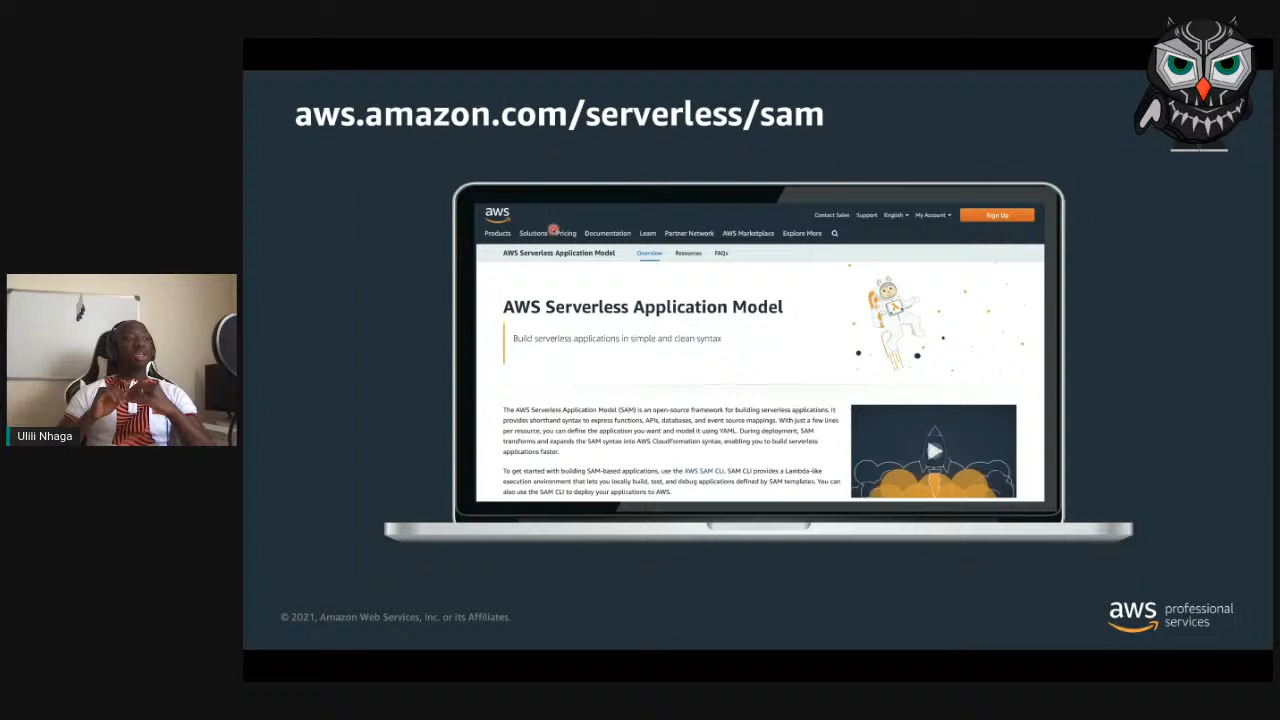 aws.amazon.com/serverless/sam
aws
Contact Sales Support English My Account Sign Up
Products Solutions Pricing Documentation Learn Partner Network AWS Marketplace Explore More
AWS Serverless Application Model Overview Resources FAQs
AWS Serverless Application Model
Build serverless applications in simple and clean syntax
The AWS Serverless Application Model (SAM) is an open-source framework for building serverless applications. It
provides shorthand syntax to express functions, APIs, databases, and event source mappings. With just a few lines
per resource, you can define the application you want and model it using YAML. During deployment, SAM
transforms and expands the SAM syntax into AWS CloudFormation syntax, enabling you to build serverless
applications faster.
To get started with building SAM-based applications, use the AWS SAM CLI. SAM CLI provides a Lambda-like
execution environment that lets you locally build, test, and debug applications defined by SAM templates. You can
also use the SAM CLI to deploy your applications to AWS.
Ulili Nhaga
© 2021, Amazon Web Services, Inc. or its Affiliates.
aws professional
services